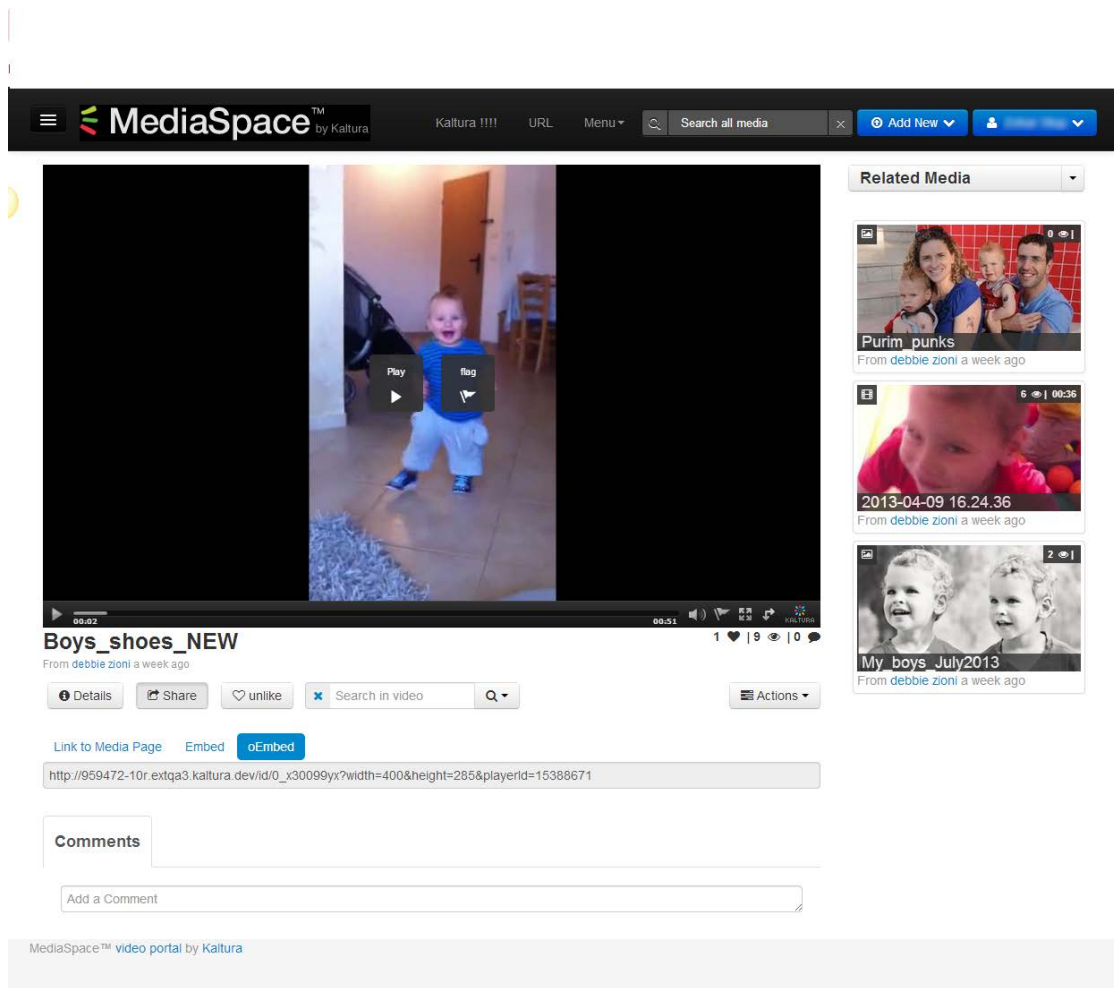 MediaSpace™ by Kaltura
Kaltura !!!!
URL
Menu
Search all media
Add New
Related Media
Play
flag
0 |
Purim_punks
From debbie zioni a week ago
6 | 00:36
2013-04-09 16.24.36
From debbie zioni a week ago
2 |
My_boys_July2013
From debbie zioni a week ago
00:02
00:51
KALTURA
Boys_shoes_NEW
1 | 9 | 0
From debbie zioni a week ago
Details
Share
unlike
Search in video
Actions
Link to Media Page
Embed
oEmbed
http://959472-10r.extqa3.kaltura.dev/id/0_x30099yx?width=400&height=285&playerId=15388671
Comments
Add a Comment
MediaSpace™ video portal by Kaltura